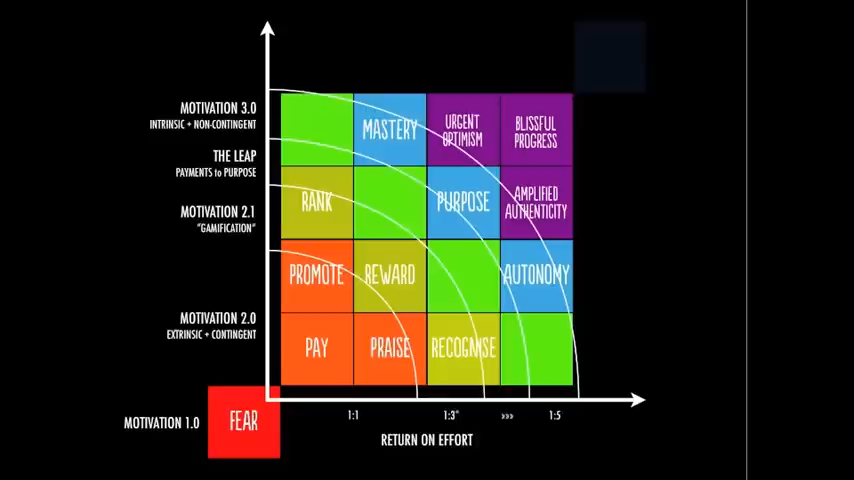 MOTIVATION 3.0
INTRINSIC + NON-CONTINGENT
THE LEAP
PAYMENTS to PURPOSE
MOTIVATION 2.1
"GAMIFICATION"
MOTIVATION 2.0
EXTRINSIC + CONTINGENT
MOTIVATION 1.0
FEAR
MASTERY
URGENT
OPTIMISM
BLISSFUL
PROGRESS
RANK
PURPOSE
AMPLIFIED
AUTHENTICITY
PROMOTE
REWARD
AUTONOMY
PAY
PRAISE
RECOGNISE
1:1
1:3"
>>>
1:5
RETURN ON EFFORT